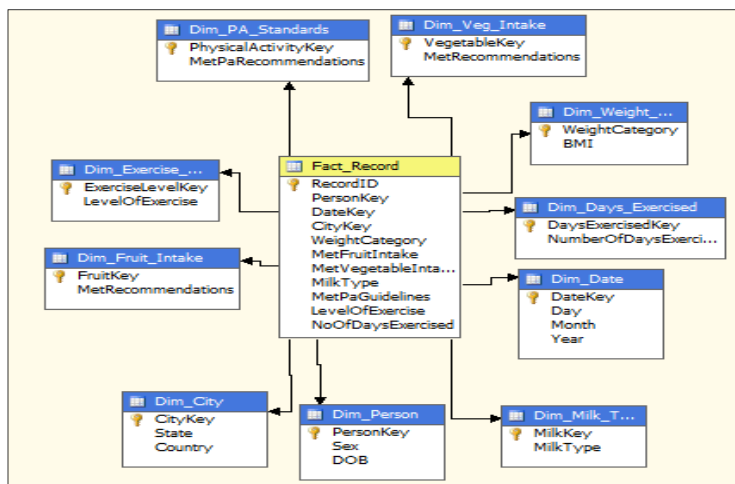 Dim_PA_Standards
PhysicalActivityKey
MetPaRecommendations
Dim_Veg_Intake
VegetableKey
MetRecommendations
Dim_Weight_...
WeightCategory
BMI
Dim_Exercise_...
ExerciseLevelKey
LevelOfExercise
Fact_Record
RecordID
PersonKey
DateKey
CityKey
WeightCategory
MetFruitIntake
MetVegetableInta...
MilkType
MetPaGuidelines
LevelOfExercise
NoOfDaysExercised
Dim_Days_Exercised
DaysExercisedKey
NumberOfDaysExerci...
Dim_Fruit_Intake
FruitKey
MetRecommendations
Dim_Date
DateKey
Day
Month
Year
Dim_City
CityKey
State
Country
Dim_Person
PersonKey
Sex
DOB
Dim_Milk_T...
MilkKey
MilkType